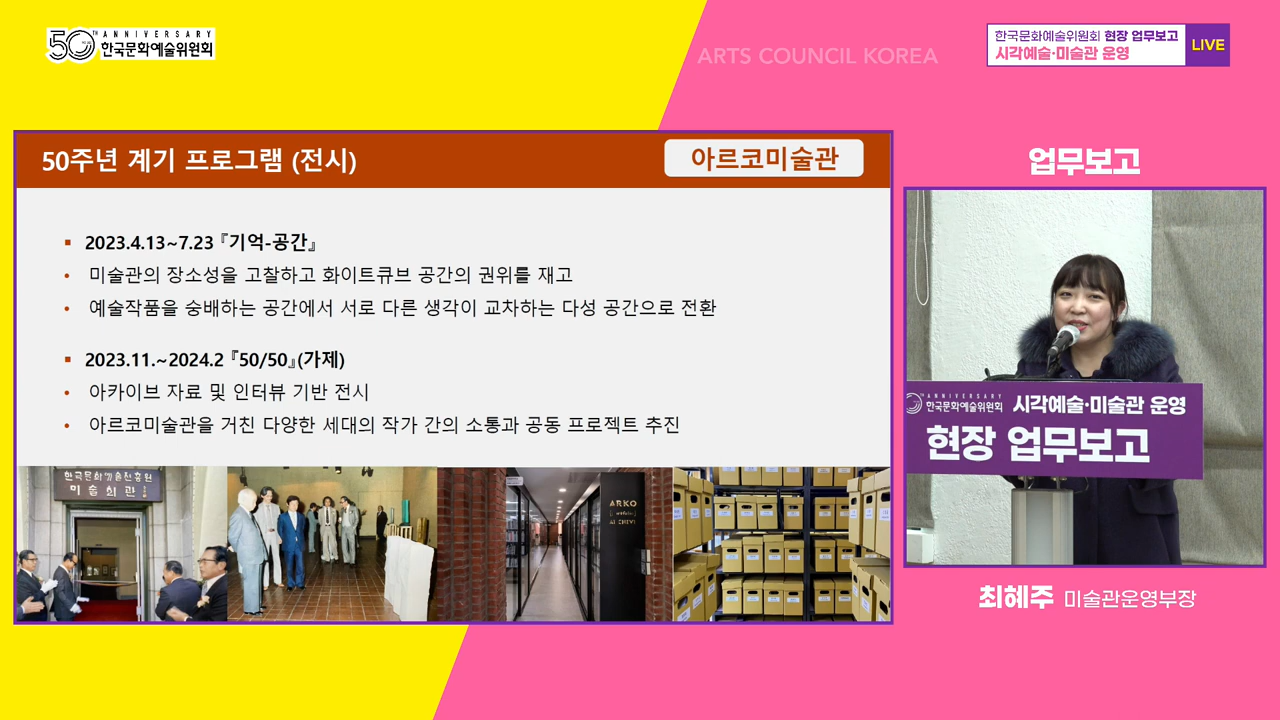 50TH ANNIVERSARY
한국문화예술위원회
ARTS COUNCIL KOREA
한국문화예술위원회 현장 업무보고
시각예술·미술관 운영
LIVE
50주년 계기 프로그램 (전시)
아르코미술관
2023.4.13~7.23『기억-공간』
미술관의 장소성을 고찰하고 화이트큐브 공간의 권위를 재고
예술작품을 숭배하는 공간에서 서로 다른 생각이 교차하는 다성 공간으로 전환
2023.11.~2024.2『50/50』(가제)
아카이브 자료 및 인터뷰 기반 전시
아르코미술관을 거친 다양한 세대의 작가 간의 소통과 공동 프로젝트 추진
한국문화예술진흥원
미술회관
ARKO
업무보고
ANNIVERSARY
한국문화예술위원회
시각예술·미술관 운영
현장 업무보고
최혜주 미술관운영부장